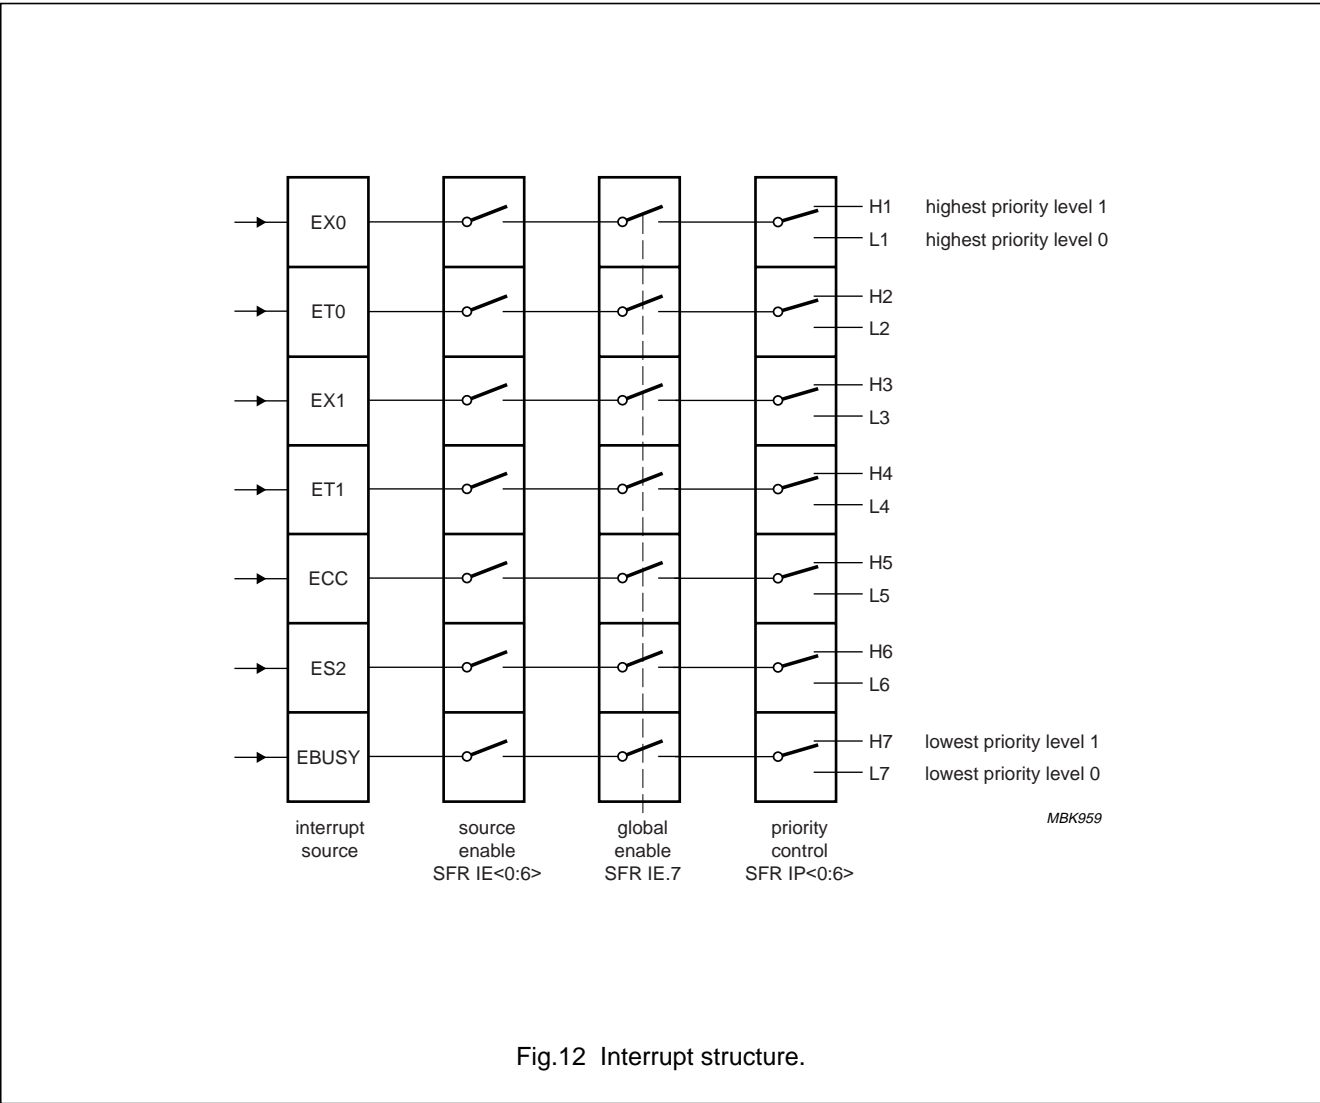 EX0
H1 highest priority level 1
L1 highest priority level 0
ET0
H2
L2
EX1
H3
L3
ET1
H4
L4
ECC
H5
L5
ES2
H6
L6
EBUSY
H7 lowest priority level 1
L7 lowest priority level 0
interrupt
source
source
enable
SFR IE<0:6>
global
enable
SFR IE.7
priority
control
SFR IP<0:6>
MBK959
Fig.12 Interrupt structure.